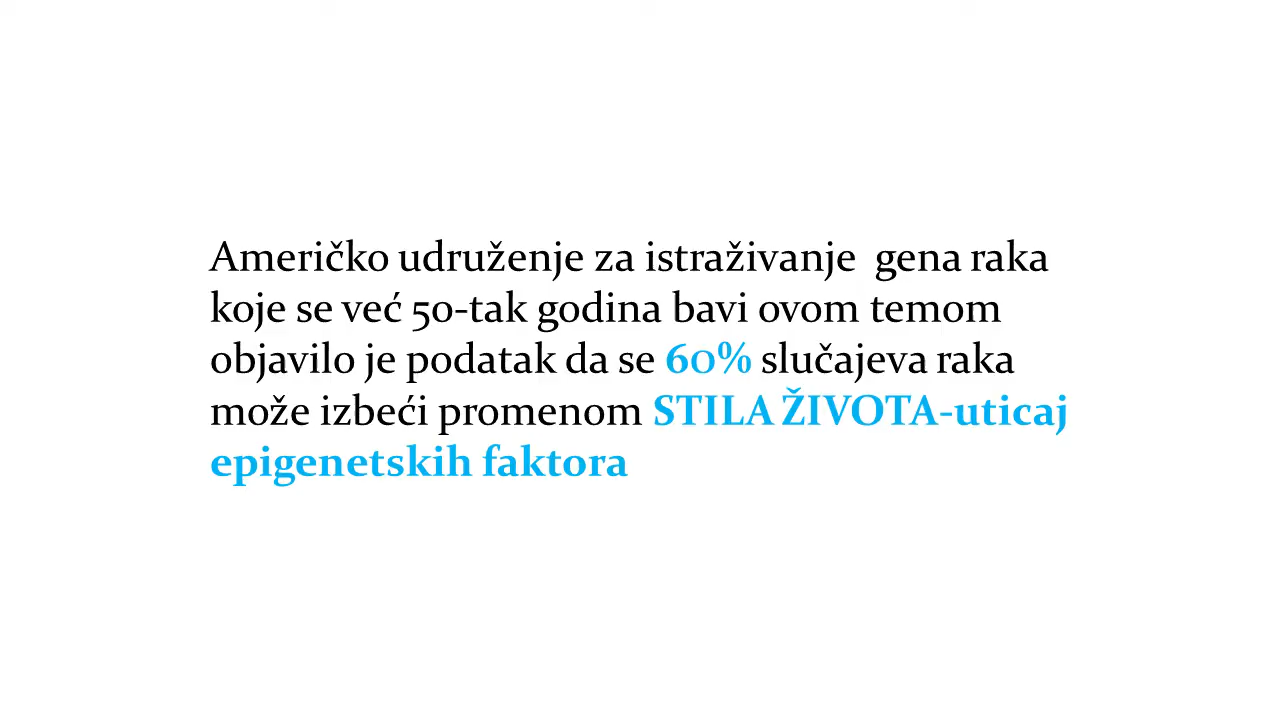 Američko udruženje za istraživanje  gena raka
koje se već 50-tak godina bavi ovom temom
objavilo je podatak da se 60% slučajeva raka
može izbeći promenom STILA ŽIVOTA-uticaj
epigenetskih faktora